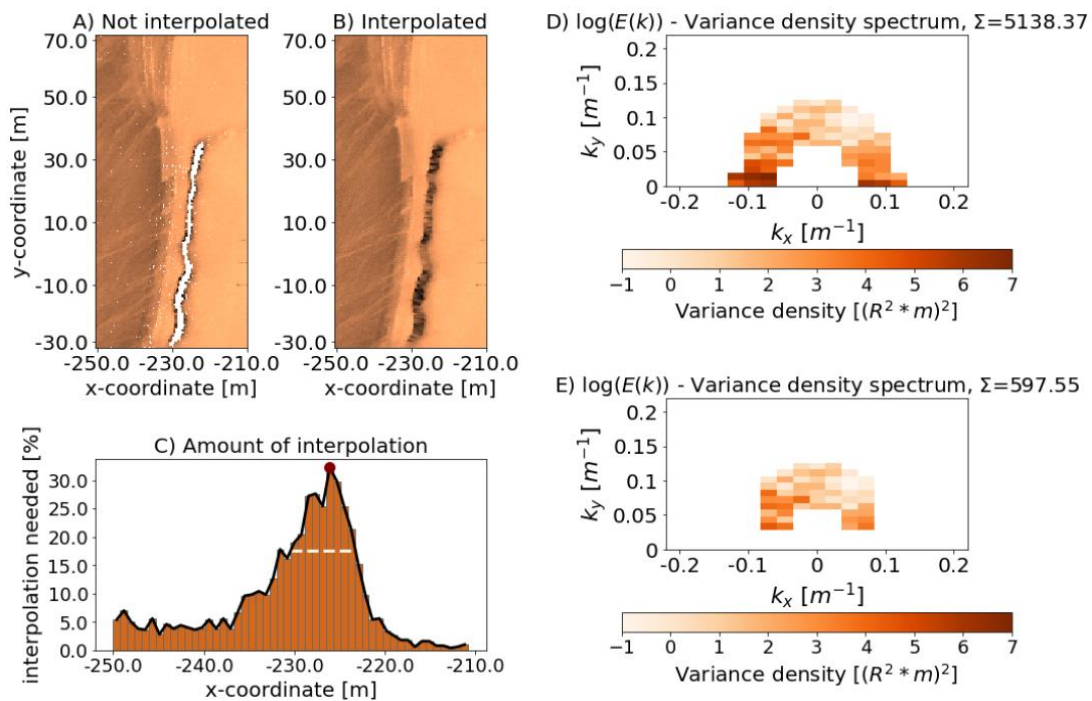 A) Not interpolated
70.0
50.0
30.0
10.0
-10.0
-30.0
-250.0 -230.0 -210.0
x-coordinate [m]
y-coordinate [m]
B) Interpolated
70.0
50.0
30.0
10.0
-10.0
-30.0
-250.0 -230.0 -210.0
x-coordinate [m]
C) Amount of interpolation
interpolation needed [%]
30.0
25.0
20.0
15.0
10.0
5.0
0.0
-250.0 -240.0 -230.0 -220.0 -210.0
x-coordinate [m]
D) log(E(k)) - Variance density spectrum, Σ=5138.37
k_y [m^{-1}]
0.2
0.15
0.1
0.05
0
-0.2 -0.1 0 0.1 0.2
k_x [m^{-1}]
-1 0 1 2 3 4 5 6 7
Variance density [(R^2 * m)^2]
E) log(E(k)) - Variance density spectrum, Σ=597.55
k_y [m^{-1}]
0.2
0.15
0.1
0.05
0
-0.2 -0.1 0 0.1 0.2
k_x [m^{-1}]
-1 0 1 2 3 4 5 6 7
Variance density [(R^2 * m)^2]